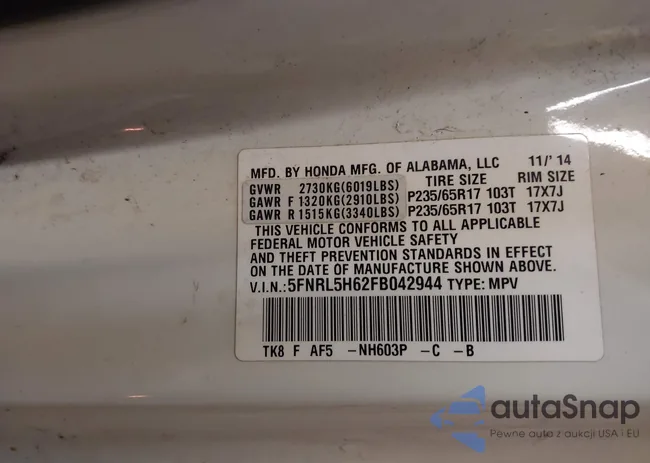 MFD. BY HONDA MFG. OF ALABAMA, LLC 11/'14
GVWR 2730KG(6019LBS) TIRE SIZE RIM SIZE
GAWR F 1320KG(2910LBS) P235/65R17 103T 17X7J
GAWR R 1515KG(3340LBS) P235/65R17 103T 17X7J
THIS VEHICLE CONFORMS TO ALL APPLICABLE
FEDERAL MOTOR VEHICLE SAFETY
AND THEFT PREVENTION STANDARDS IN EFFECT
ON THE DATE OF MANUFACTURE SHOWN ABOVE.
V.I.N.: 5FNRL5H62FB042944 TYPE: MPV
TK8 F AF5 -NH603P -C -B
autaSnap
Pewne auta z aukcji USA i EU